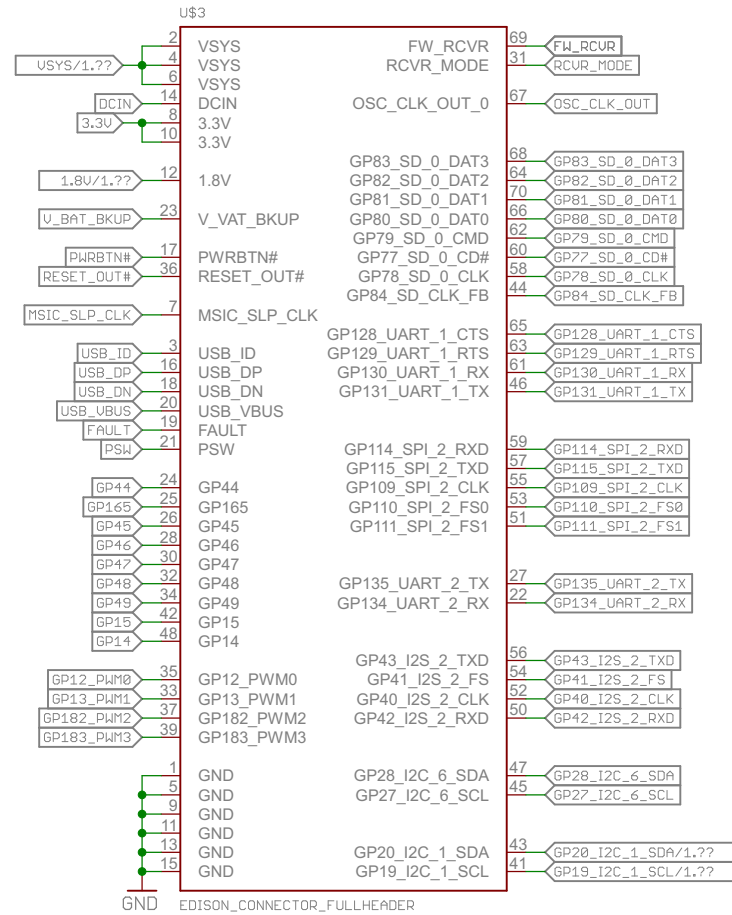 U$3
VSYS/1.?? 2 VSYS FW_RCVR 69 FW_RCVR
4 VSYS RCVR_MODE 31 RCVR_MODE
6 VSYS
DCIN 14 DCIN OSC_CLK_OUT_0 67 OSC_CLK_OUT
3.3V 8 3.3V
10 3.3V
GP83_SD_0_DAT3 68 GP83_SD_0_DAT3
1.8V/1.?? 12 1.8V GP82_SD_0_DAT2 64 GP82_SD_0_DAT2
GP81_SD_0_DAT1 70 GP81_SD_0_DAT1
V_BAT_BKUP 23 V_VAT_BKUP GP80_SD_0_DAT0 66 GP80_SD_0_DAT0
GP79_SD_0_CMD 62 GP79_SD_0_CMD
PWRBTN# 17 PWRBTN# GP77_SD_0_CD# 60 GP77_SD_0_CD#
RESET_OUT# 36 RESET_OUT# GP78_SD_0_CLK 58 GP78_SD_0_CLK
GP84_SD_CLK_FB 44 GP84_SD_CLK_FB
MSIC_SLP_CLK 7 MSIC_SLP_CLK
GP128_UART_1_CTS 65 GP128_UART_1_CTS
USB_ID 3 USB_ID GP129_UART_1_RTS 63 GP129_UART_1_RTS
USB_DP 16 USB_DP GP130_UART_1_RX 61 GP130_UART_1_RX
USB_DN 18 USB_DN GP131_UART_1_TX 46 GP131_UART_1_TX
USB_VBUS 20 USB_VBUS
FAULT 19 FAULT
PSW 21 PSW GP114_SPI_2_RXD 59 GP114_SPI_2_RXD
GP115_SPI_2_TXD 57 GP115_SPI_2_TXD
GP44 24 GP44 GP109_SPI_2_CLK 55 GP109_SPI_2_CLK
GP165 25 GP165 GP110_SPI_2_FS0 53 GP110_SPI_2_FS0
GP45 26 GP45 GP111_SPI_2_FS1 51 GP111_SPI_2_FS1
GP46 28 GP46
GP47 30 GP47
GP48 32 GP48 GP135_UART_2_TX 27 GP135_UART_2_TX
GP49 34 GP49 GP134_UART_2_RX 22 GP134_UART_2_RX
GP15 42 GP15
GP14 48 GP14
GP43_I2S_2_TXD 56 GP43_I2S_2_TXD
GP12_PWM0 35 GP12_PWM0 GP41_I2S_2_FS 54 GP41_I2S_2_FS
GP13_PWM1 33 GP13_PWM1 GP40_I2S_2_CLK 52 GP40_I2S_2_CLK
GP182_PWM2 37 GP182_PWM2 GP42_I2S_2_RXD 50 GP42_I2S_2_RXD
GP183_PWM3 39 GP183_PWM3
1 GND GP28_I2C_6_SDA 47 GP28_I2C_6_SDA
5 GND GP27_I2C_6_SCL 45 GP27_I2C_6_SCL
9 GND
11 GND
13 GND GP20_I2C_1_SDA 43 GP20_I2C_1_SDA/1.??
15 GND GP19_I2C_1_SCL 41 GP19_I2C_1_SCL/1.??
GND EDISON_CONNECTOR_FULLHEADER